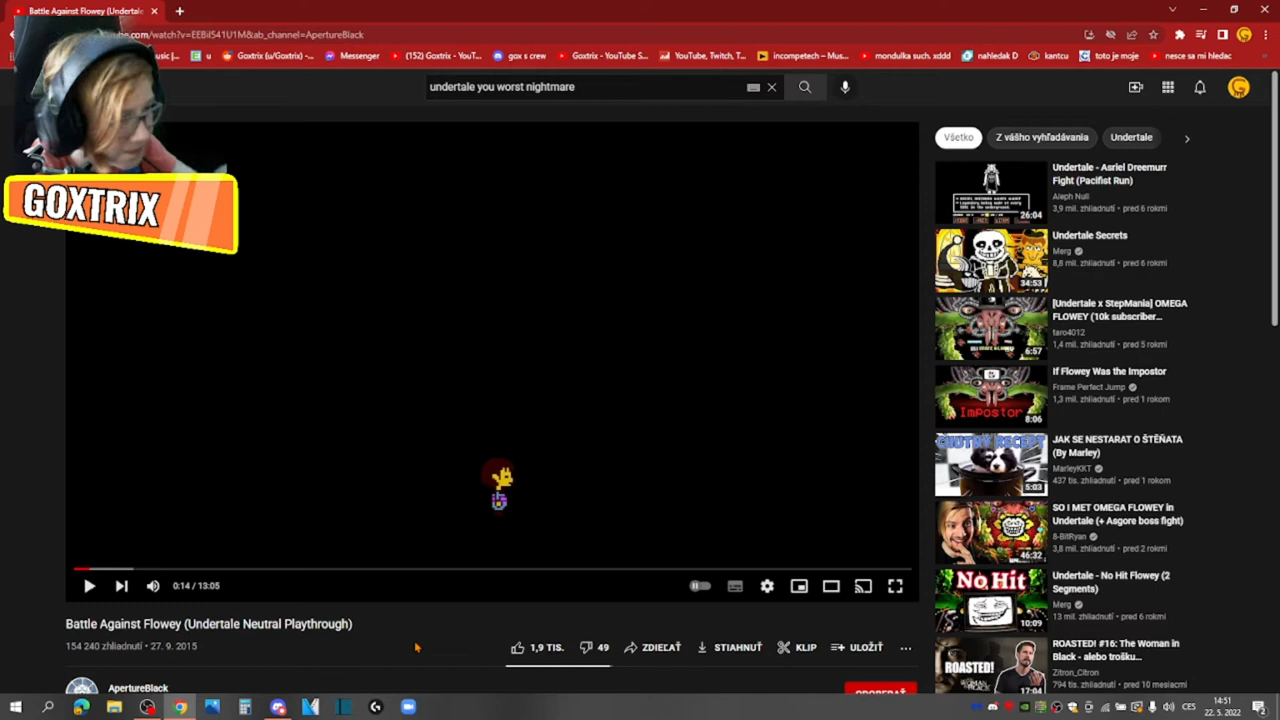 Battle Against Flowey (Undertale
.com/watch?v=EEBiI541U1M&ab_channel=ApertureBlack
Goxtrix (u/Goxtrix) -...
Messenger
(152) Goxtrix - YouT...
gox s crew
Goxtrix - YouTube S...
YouTube, Twitch, T...
incompetech – Mus...
mondulka such. xddd
nahledak D
kantcu
toto je moje
nesce sa mi hledac
undertale you worst nightmare
GOXTRIX
Všetko
Z vášho vyhľadávania
Undertale
Undertale - Asriel Dreemurr
Fight (Pacifist Run)
Aleph Null
3,9 mil. zhliadnutí • pred 6 rokmi
26:04
Undertale Secrets
Merg
8,8 mil. zhliadnutí • pred 6 rokmi
34:53
[Undertale x StepMania] OMEGA
FLOWEY (10k subscriber...
taro4012
1,4 mil. zhliadnutí • pred 5 rokmi
6:57
If Flowey Was the Impostor
Frame Perfect Jump
1,3 mil. zhliadnutí • pred 1 rokom
Impostor
8:06
JAK SE NESTARAT O ŠTĚŇATA
(By Marley)
MarleyKKT
437 tis. zhliadnutí • pred 1 rokom
CHUTNÝ RECEPT
5:03
SO I MET OMEGA FLOWEY in
Undertale (+ Asgore boss fight)
8-BitRyan
3,8 mil. zhliadnutí • pred 2 rokmi
46:32
Undertale - No Hit Flowey (2
Segments)
Merg
13 mil. zhliadnutí • pred 6 rokmi
No Hit
10:09
ROASTED! #16: The Woman in
Black - alebo trošku...
Zitron_Citron
794 tis. zhliadnutí • pred 10 mesiacmi
ROASTED!
17:04
0:14 / 13:05
Battle Against Flowey (Undertale Neutral Playthrough)
154 240 zhliadnutí • 27. 9. 2015
1,9 TIS.
49
ZDIEĽAŤ
STIAHNUŤ
KLIP
ULOŽIŤ
ApertureBlack
ODOBERAŤ
CES
14:51
22. 5. 2022